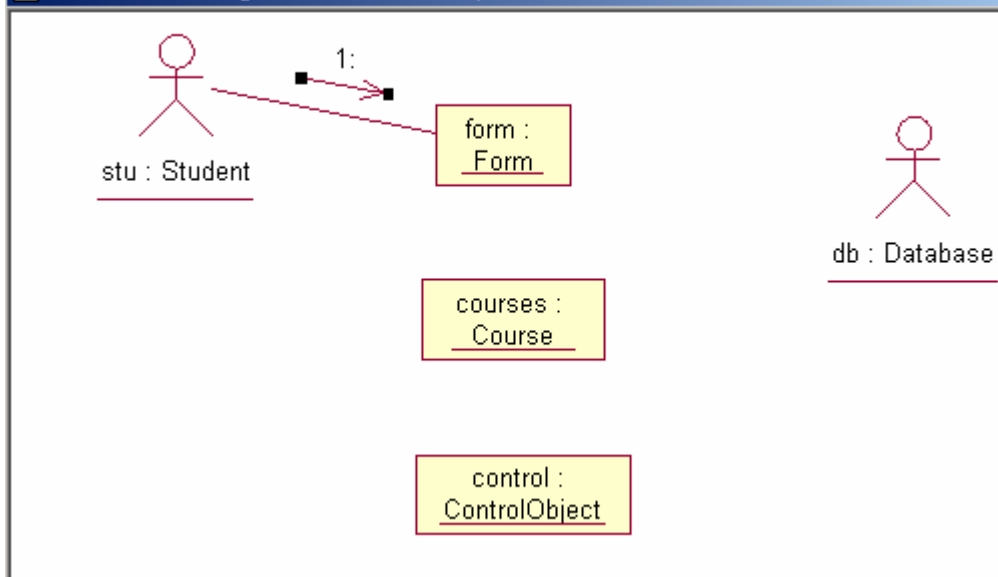 1:
stu : Student
form :
Form
db : Database
courses :
Course
control :
ControlObject